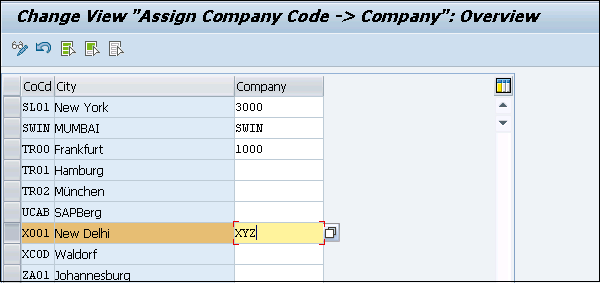 Change View "Assign Company Code -> Company": Overview
CoCd City Company
SL01 New York 3000
SWIN MUMBAI SWIN
TR00 Frankfurt 1000
TR01 Hamburg
TR02 München
UCAB SAPBerg
X001 New Delhi XYZ
XCOD Waldorf
ZA01 Johannesburg